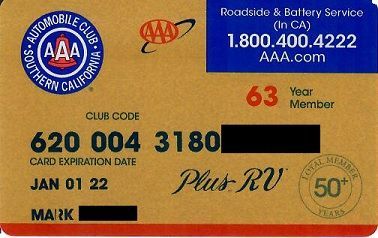 AUTOMOBILE CLUB
AAA
SOUTHERN CALIFORNIA
AAA
Roadside & Battery Service
(In CA)
1.800.400.4222
AAA.com
63 Year
Member
CLUB CODE
620 004 3180
CARD EXPIRATION DATE
JAN 01 22
Plus RV
LOYAL MEMBER
50+
YEARS
MARK